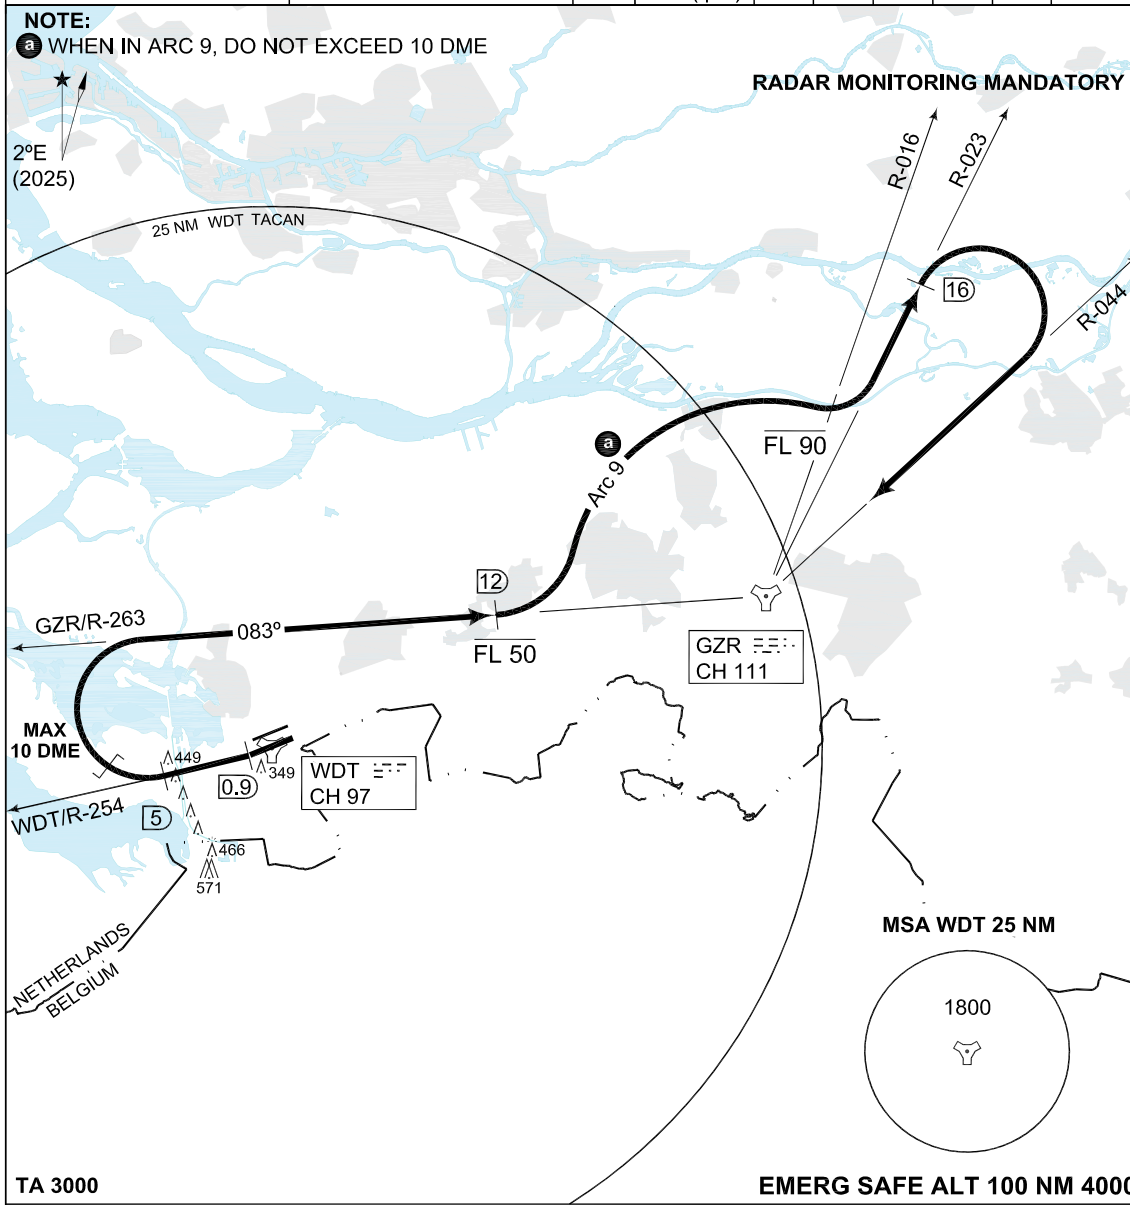 NOTE:
a WHEN IN ARC 9, DO NOT EXCEED 10 DME
RADAR MONITORING MANDATORY
2ºE
(2025)
R-016
R-023
25 NM WDT TACAN
16
R-044
a
FL 90
Arc 9
12
GZR/R-263
083º
FL 50
GZR
CH 111
MAX
10 DME
449
349
0.9
WDT
CH 97
WDT/R-254
5
466
571
NETHERLANDS
BELGIUM
MSA WDT 25 NM
1800
TA 3000
EMERG SAFE ALT 100 NM 4000